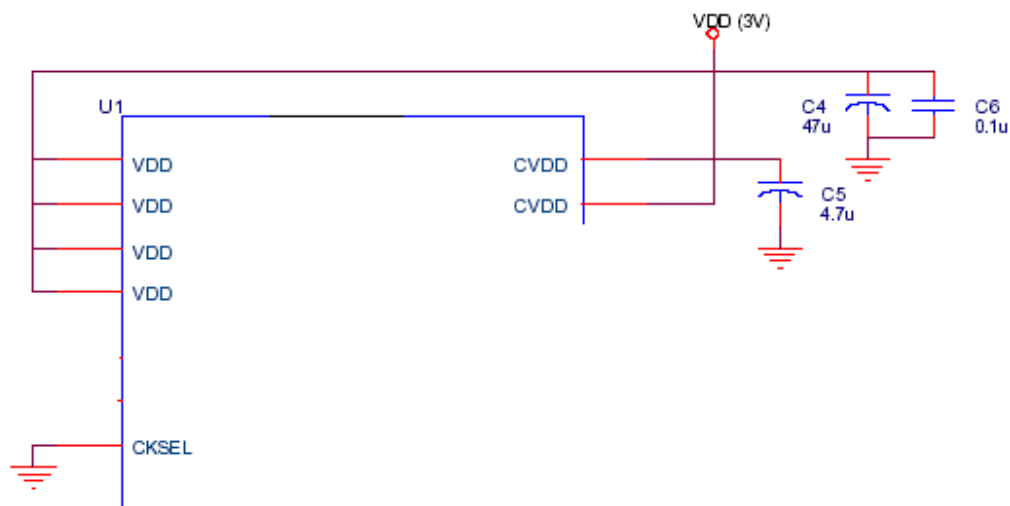 VDD (3V)
U1
C4
47u
C6
0.1u
VDD
CVDD
C5
4.7u
VDD
CVDD
VDD
VDD
CKSEL